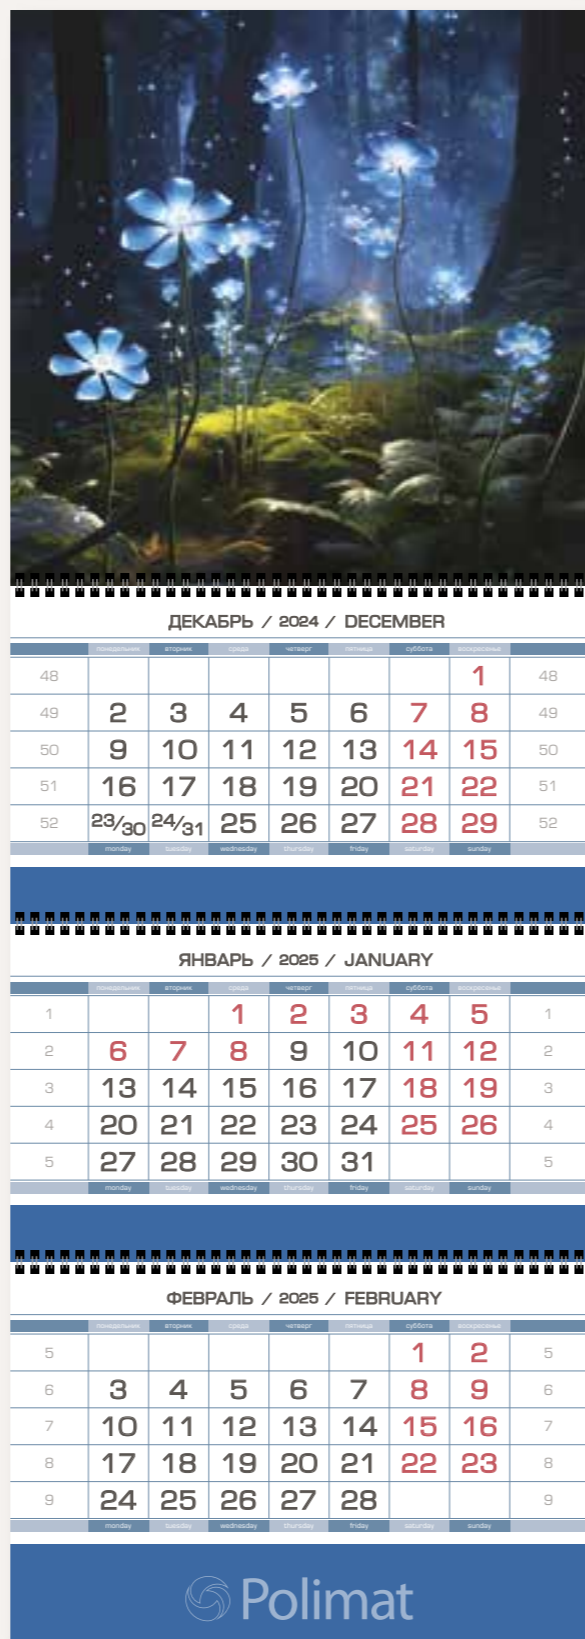 ДЕКАБРЬ / 2024 / DECEMBER
понедельник вторник среда четверг пятница суббота воскресенье
48 1 48
49 2 3 4 5 6 7 8 49
50 9 10 11 12 13 14 15 50
51 16 17 18 19 20 21 22 51
52 23/30 24/31 25 26 27 28 29 52
monday tuesday wednesday thursday friday saturday sunday
ЯНВАРЬ / 2025 / JANUARY
понедельник вторник среда четверг пятница суббота воскресенье
1 1 2 3 4 5 1
2 6 7 8 9 10 11 12 2
3 13 14 15 16 17 18 19 3
4 20 21 22 23 24 25 26 4
5 27 28 29 30 31 5
monday tuesday wednesday thursday friday saturday sunday
ФЕВРАЛЬ / 2025 / FEBRUARY
понедельник вторник среда четверг пятница суббота воскресенье
5 1 2 5
6 3 4 5 6 7 8 9 6
7 10 11 12 13 14 15 16 7
8 17 18 19 20 21 22 23 8
9 24 25 26 27 28 9
monday tuesday wednesday thursday friday saturday sunday
Polimat